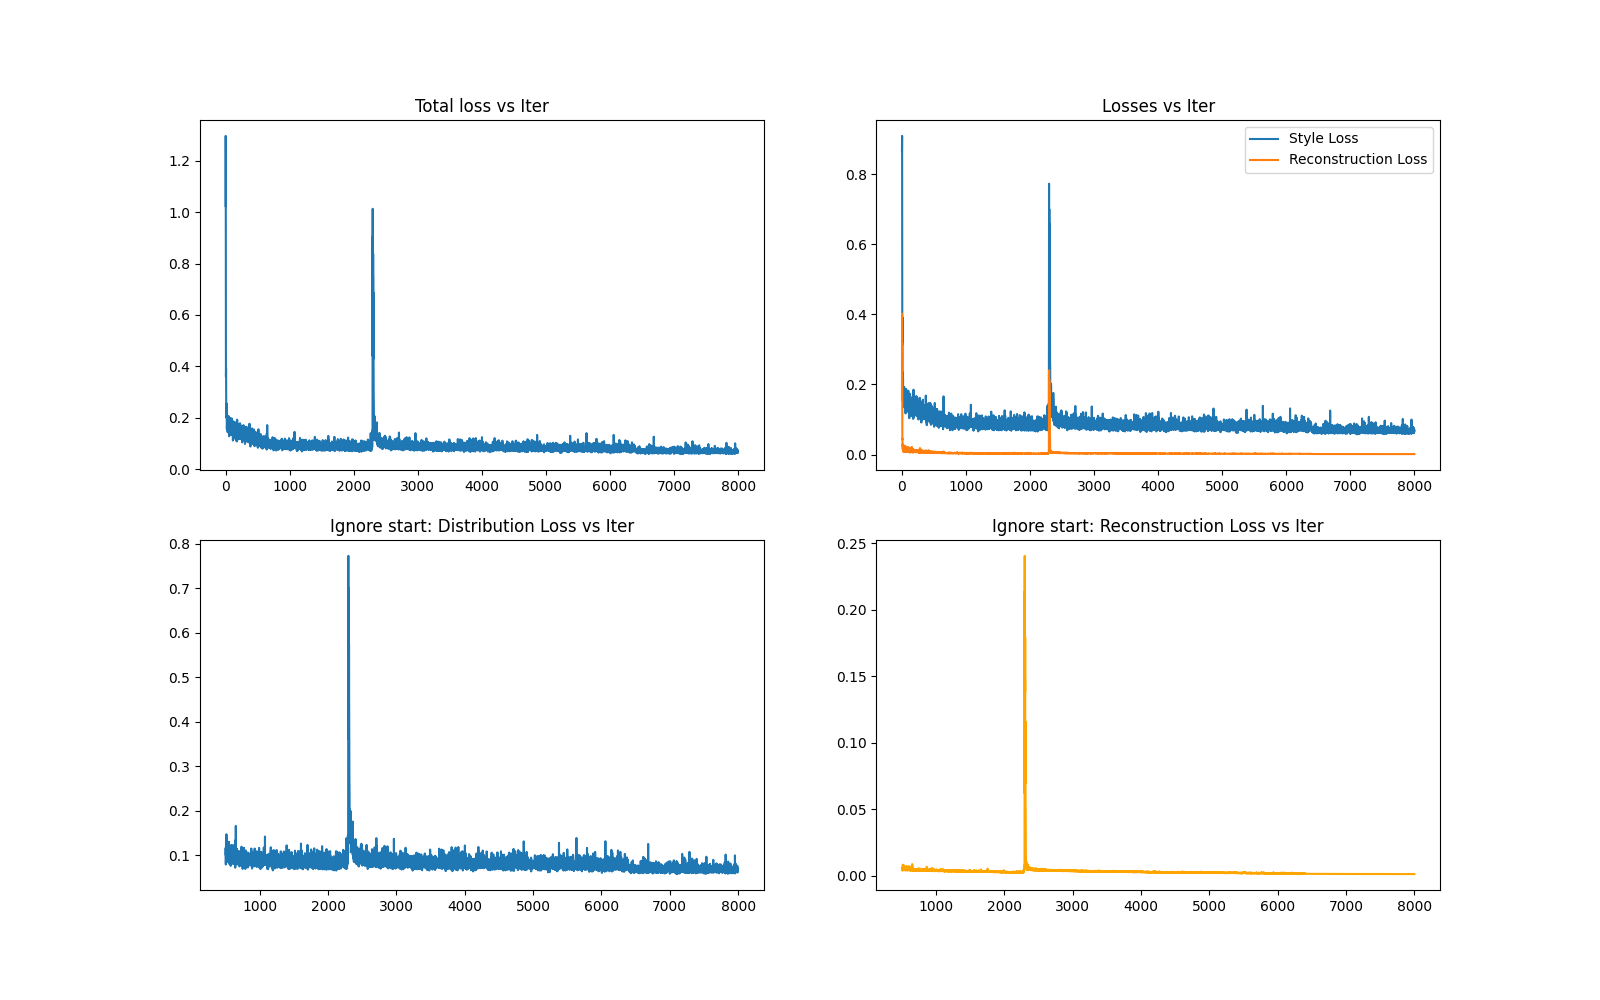 Total loss vs Iter
1.2
1.0
0.8
0.6
0.4
0.2
0.0
0 1000 2000 3000 4000 5000 6000 7000 8000
Losses vs Iter
Style Loss
Reconstruction Loss
0.8
0.6
0.4
0.2
0.0
0 1000 2000 3000 4000 5000 6000 7000 8000
Ignore start: Distribution Loss vs Iter
0.8
0.7
0.6
0.5
0.4
0.3
0.2
0.1
1000 2000 3000 4000 5000 6000 7000 8000
Ignore start: Reconstruction Loss vs Iter
0.25
0.20
0.15
0.10
0.05
0.00
1000 2000 3000 4000 5000 6000 7000 8000